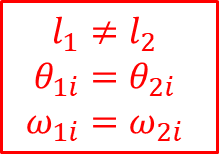 l₁ ≠ l₂
θ₁ᵢ = θ₂ᵢ
ω₁ᵢ = ω₂ᵢ